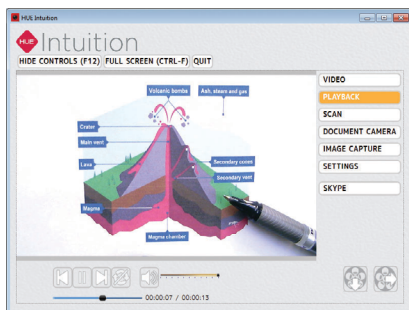 HUE Intuition
HUE Intuition
HIDE CONTROLS (F12) FULL SCREEN (CTRL-F) QUIT
VIDEO
PLAYBACK
SCAN
DOCUMENT CAMERA
IMAGE CAPTURE
SETTINGS
SKYPE
Volcanic bombs
Ash, steam and gas
Crater
Main vent
Lava
Secondary cones
Secondary vent
Magma
Magma chamber
00:00:07 / 00:00:13